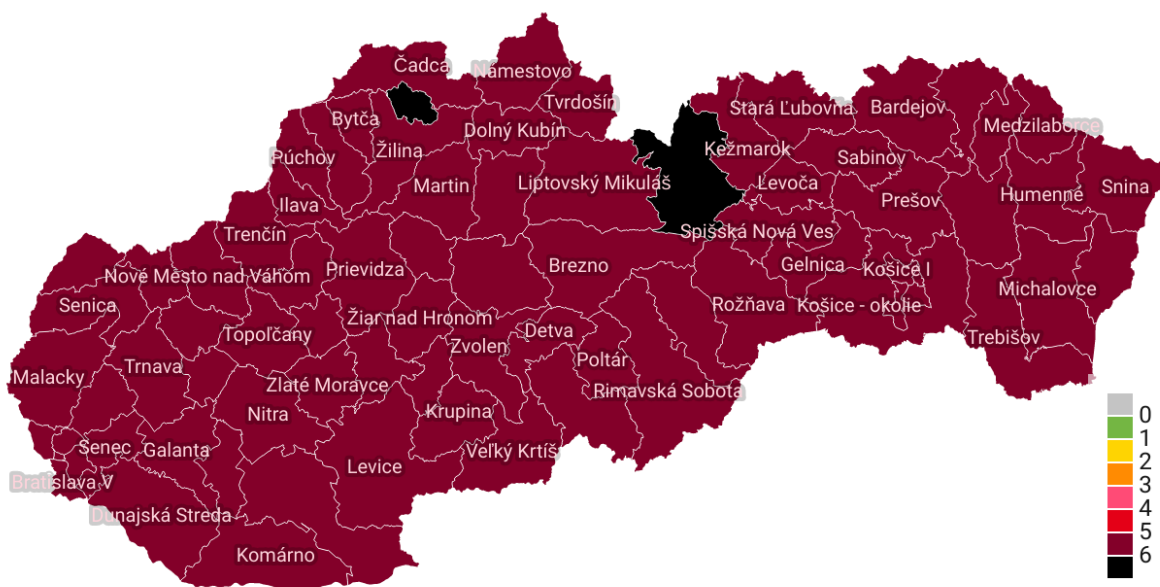 Čadca
Námestovo
Tvrdošín
Stará Ľubovňa
Bardejov
Bytča
Dolný Kubín
Medzilaborce
Púchov
Žilina
Kežmarok
Sabinov
Martin
Liptovský Mikuláš
Levoča
Snina
Ilava
Prešov
Humenné
Trenčín
Spišská Nová Ves
Nové Mesto nad Váhom
Prievidza
Brezno
Gelnica
Košice I
Michalovce
Senica
Rožňava
Košice - okolie
Žiar nad Hronom
Topoľčany
Detva
Trebišov
Zvolen
Poltár
Malacky
Trnava
Zlaté Moravce
Rimavská Sobota
Nitra
Krupina
0
1
Senec
Galanta
Veľký Krtíš
2
Levice
Bratislava V
3
4
Dunajská Streda
5
Komárno
6